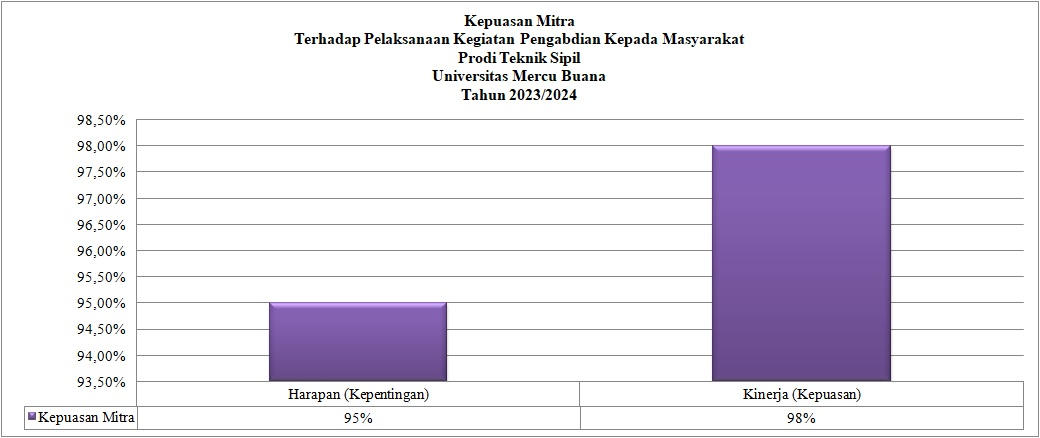 Kepuasan Mitra
Terhadap Pelaksanaan Kegiatan Pengabdian Kepada Masyarakat
Prodi Teknik Sipil
Universitas Mercu Buana
Tahun 2023/2024
98,50%
98,00%
97,50%
97,00%
96,50%
96,00%
95,50%
95,00%
94,50%
94,00%
93,50%
Harapan (Kepentingan) Kinerja (Kepuasan)
Kepuasan Mitra 95% 98%